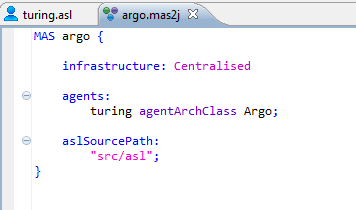 turing.asl argo.mas2j
MAS argo {
infrastructure: Centralised
agents:
turing agentArchClass Argo;
aslSourcePath:
"src/asl";
}